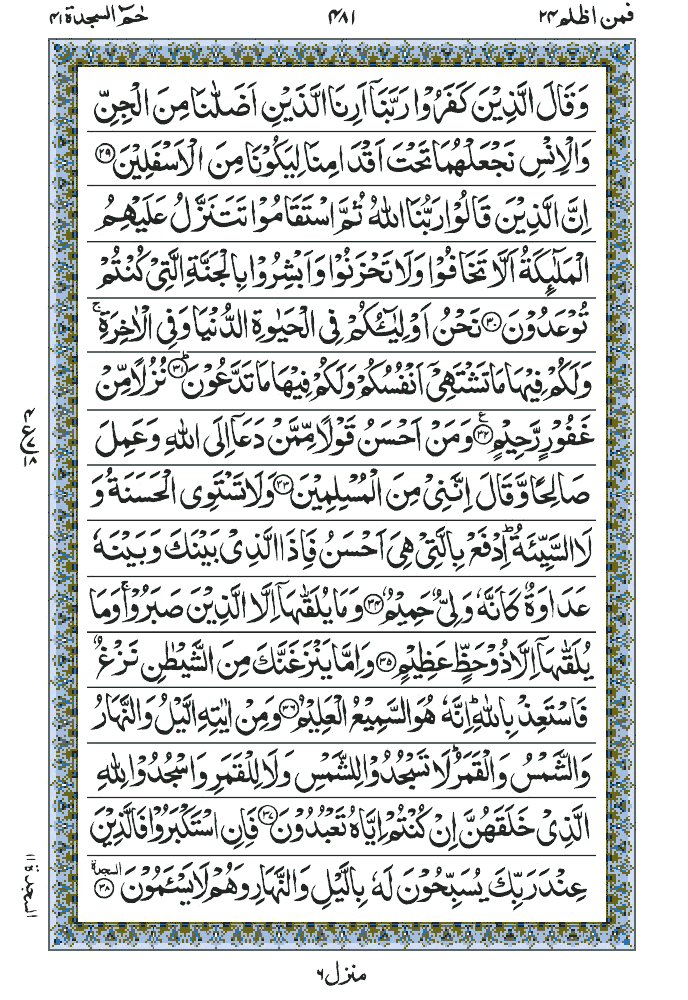 فمن اظلم ۲۴ ۴۸۱ حٰمٓ السجدۃ ۴۱
وَقَالَ الَّذِيْنَ كَفَرُوْا رَبَّنَاۤ اَرِنَا الَّذَيْنِ اَضَلّٰنَا مِنَ الْجِنِّ
وَالْاِنْسِ نَجْعَلْهُمَا تَحْتَ اَقْدَامِنَا لِيَكُوْنَا مِنَ الْاَسْفَلِيْنَ ۲۹
اِنَّ الَّذِيْنَ قَالُوْا رَبُّنَا اللّٰهُ ثُمَّ اسْتَقَامُوْا تَتَنَزَّلُ عَلَيْهِمُ
الْمَلٰٓئِكَةُ اَلَّا تَخَافُوْا وَلَا تَحْزَنُوْا وَاَبْشِرُوْا بِالْجَنَّةِ الَّتِيْ كُنْتُمْ
تُوْعَدُوْنَ ۳۰ نَحْنُ اَوْلِيٰٓؤُكُمْ فِى الْحَيٰوةِ الدُّنْيَا وَفِى الْاٰخِرَةِ ۚ
وَلَكُمْ فِيْهَا مَا تَشْتَهِيْۤ اَنْفُسُكُمْ وَلَكُمْ فِيْهَا مَا تَدَّعُوْنَ ؕ ۳۱ نُزُلًا مِّنْ
غَفُوْرٍ رَّحِيْمٍ ۳۲ ع وَمَنْ اَحْسَنُ قَوْلًا مِّمَّنْ دَعَاۤ اِلَى اللّٰهِ وَعَمِلَ
صَالِحًا وَّقَالَ اِنَّنِيْ مِنَ الْمُسْلِمِيْنَ ۳۳ وَلَا تَسْتَوِى الْحَسَنَةُ وَ
لَا السَّيِّئَةُ ؕ اِدْفَعْ بِالَّتِيْ هِيَ اَحْسَنُ فَاِذَا الَّذِيْ بَيْنَكَ وَبَيْنَهٗ
عَدَاوَةٌ كَاَنَّهٗ وَلِيٌّ حَمِيْمٌ ۳۴ وَمَا يُلَقّٰىهَاۤ اِلَّا الَّذِيْنَ صَبَرُوْا ۚ وَمَا
يُلَقّٰىهَاۤ اِلَّا ذُوْ حَظٍّ عَظِيْمٍ ۳۵ وَاِمَّا يَنْزَغَنَّكَ مِنَ الشَّيْطٰنِ نَزْغٌ
فَاسْتَعِذْ بِاللّٰهِ ؕ اِنَّهٗ هُوَ السَّمِيْعُ الْعَلِيْمُ ۳۶ وَمِنْ اٰيٰتِهِ الَّيْلُ وَالنَّهَارُ
وَالشَّمْسُ وَالْقَمَرُ ؕ لَا تَسْجُدُوْا لِلشَّمْسِ وَلَا لِلْقَمَرِ وَاسْجُدُوْا لِلّٰهِ
الَّذِيْ خَلَقَهُنَّ اِنْ كُنْتُمْ اِيَّاهُ تَعْبُدُوْنَ ۳۷ فَاِنِ اسْتَكْبَرُوْا فَالَّذِيْنَ
عِنْدَ رَبِّكَ يُسَبِّحُوْنَ لَهٗ بِالَّيْلِ وَالنَّهَارِ وَهُمْ لَا يَسْئَمُوْنَ ۳۸ السجدة
السجدة ۱۱
منزل ۶